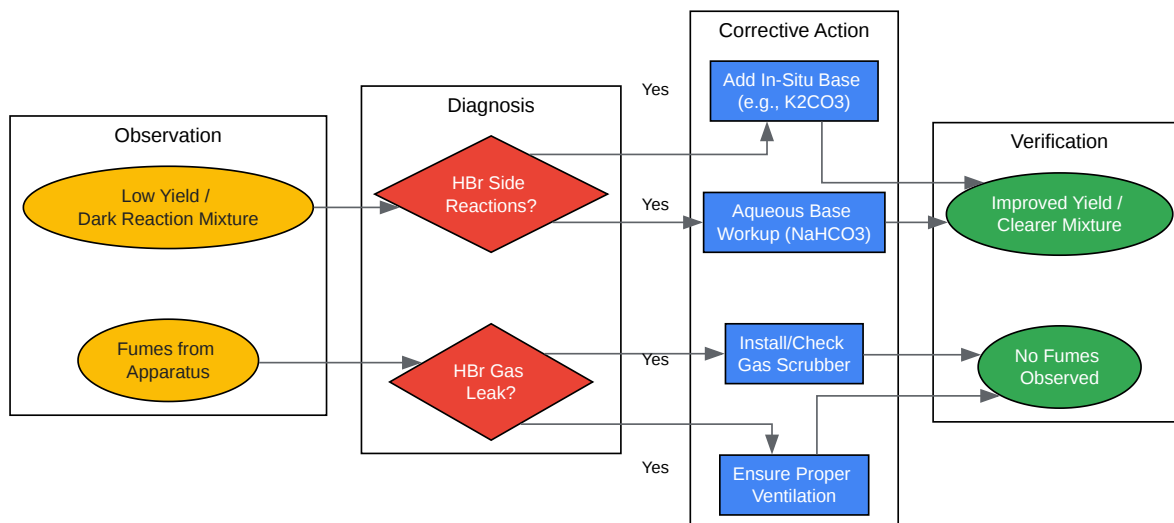 Observation
Low Yield /
Dark Reaction Mixture
Fumes from
Apparatus
Diagnosis
HBr Side
Reactions?
HBr Gas
Leak?
Yes
Yes
Yes
Yes
Corrective Action
Add In-Situ Base
(e.g., K2CO3)
Aqueous Base
Workup (NaHCO3)
Install/Check
Gas Scrubber
Ensure Proper
Ventilation
Verification
Improved Yield /
Clearer Mixture
No Fumes
Observed